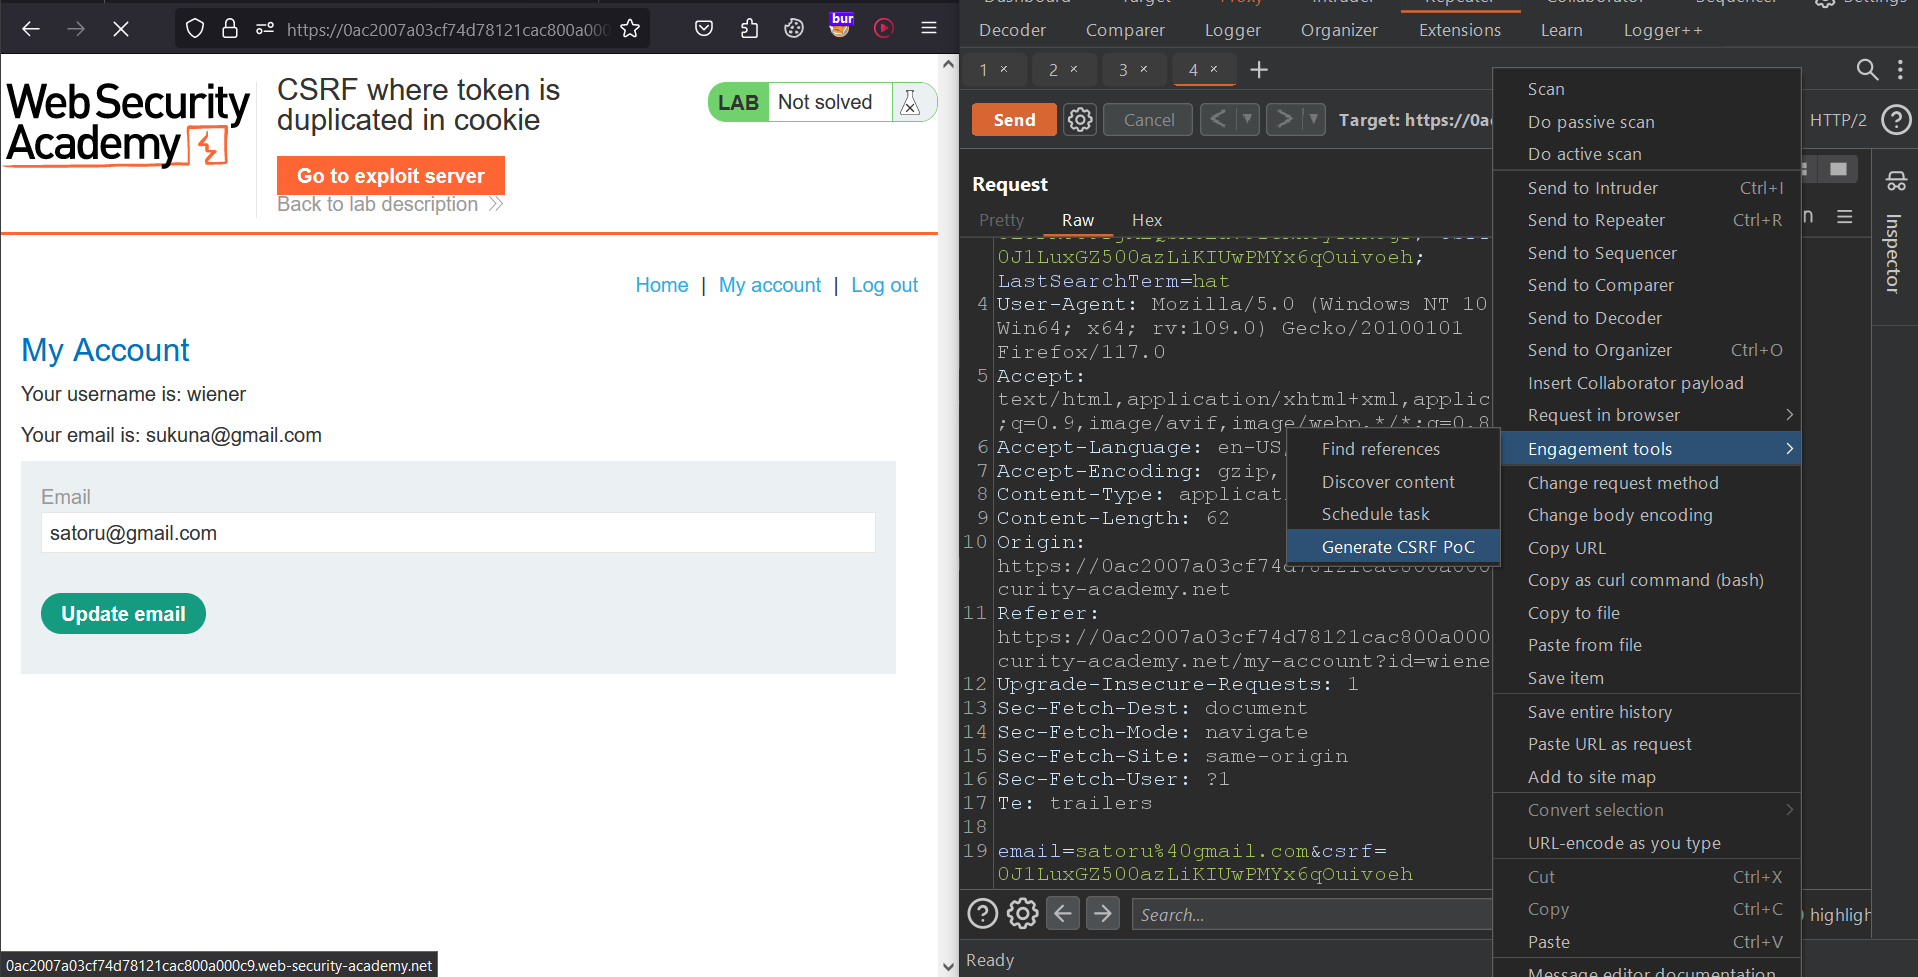 https://0ac2007a03cf74d78121cac800a000
bur
Web Security
Academy
CSRF where token is
duplicated in cookie
LAB Not solved
Go to exploit server
Back to lab description
Home | My account | Log out
My Account
Your username is: wiener
Your email is: sukuna@gmail.com
Email
satoru@gmail.com
Update email
0ac2007a03cf74d78121cac800a000c9.web-security-academy.net
Dashboard Target Proxy Intruder Repeater Collaborator Sequencer Settings
Decoder Comparer Logger Organizer Extensions Learn Logger++
1 × 2 × 3 × 4 × +
Send Cancel < > Target: https://0ac HTTP/2
Request
Pretty Raw Hex
0J1LuxGZ5O0azLiKIUwPMYx6qOuivoeh;
LastSearchTerm=hat
4 User-Agent: Mozilla/5.0 (Windows NT 10
Win64; x64; rv:109.0) Gecko/20100101
Firefox/117.0
5 Accept:
text/html,application/xhtml+xml,applic
;q=0.9,image/avif,image/webp,*/*;q=0.8
6 Accept-Language: en-US,
7 Accept-Encoding: gzip,
8 Content-Type: applicati
9 Content-Length: 62
10 Origin:
https://0ac2007a03cf74d78121cac800a000
curity-academy.net
11 Referer:
https://0ac2007a03cf74d78121cac800a000
curity-academy.net/my-account?id=wiene
12 Upgrade-Insecure-Requests: 1
13 Sec-Fetch-Dest: document
14 Sec-Fetch-Mode: navigate
15 Sec-Fetch-Site: same-origin
16 Sec-Fetch-User: ?1
17 Te: trailers
18
19 email=satoru%40gmail.com&csrf=
0J1LuxGZ5O0azLiKIUwPMYx6qOuivoeh
Search...
highligh
Ready
Inspector
Find references
Discover content
Schedule task
Generate CSRF PoC
Scan
Do passive scan
Do active scan
Send to Intruder Ctrl+I
Send to Repeater Ctrl+R
Send to Sequencer
Send to Comparer
Send to Decoder
Send to Organizer Ctrl+O
Insert Collaborator payload
Request in browser >
Engagement tools >
Change request method
Change body encoding
Copy URL
Copy as curl command (bash)
Copy to file
Paste from file
Save item
Save entire history
Paste URL as request
Add to site map
Convert selection >
URL-encode as you type
Cut Ctrl+X
Copy Ctrl+C
Paste Ctrl+V
Message editor documentation